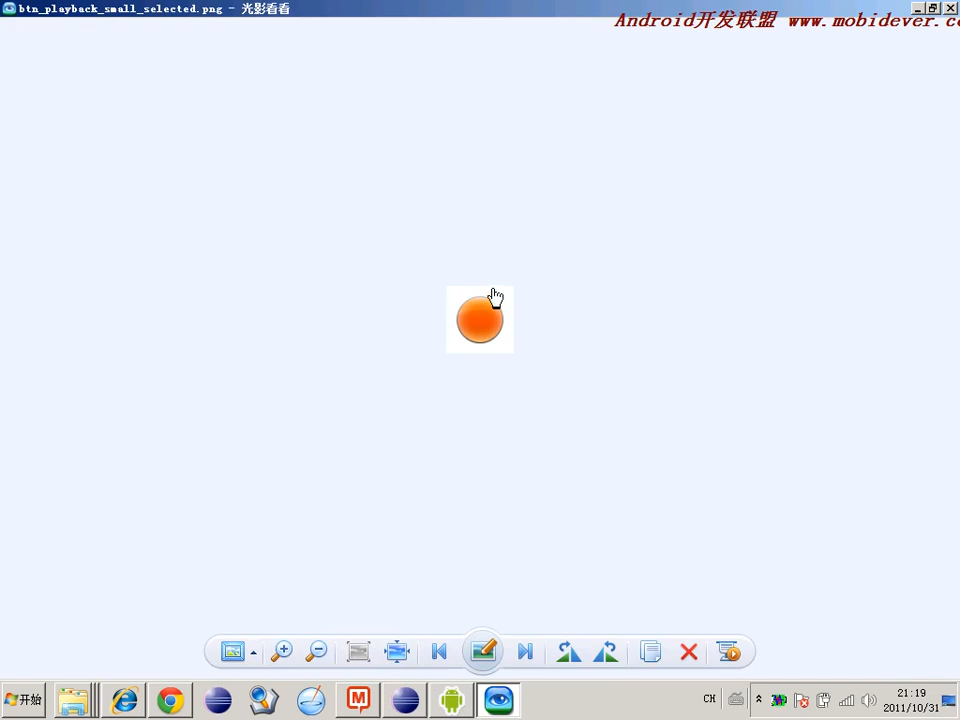 btn_playback_small_selected.png - 光影看看
Android开发联盟 www.mobidever.c
开始
CH
21:19
2011/10/31